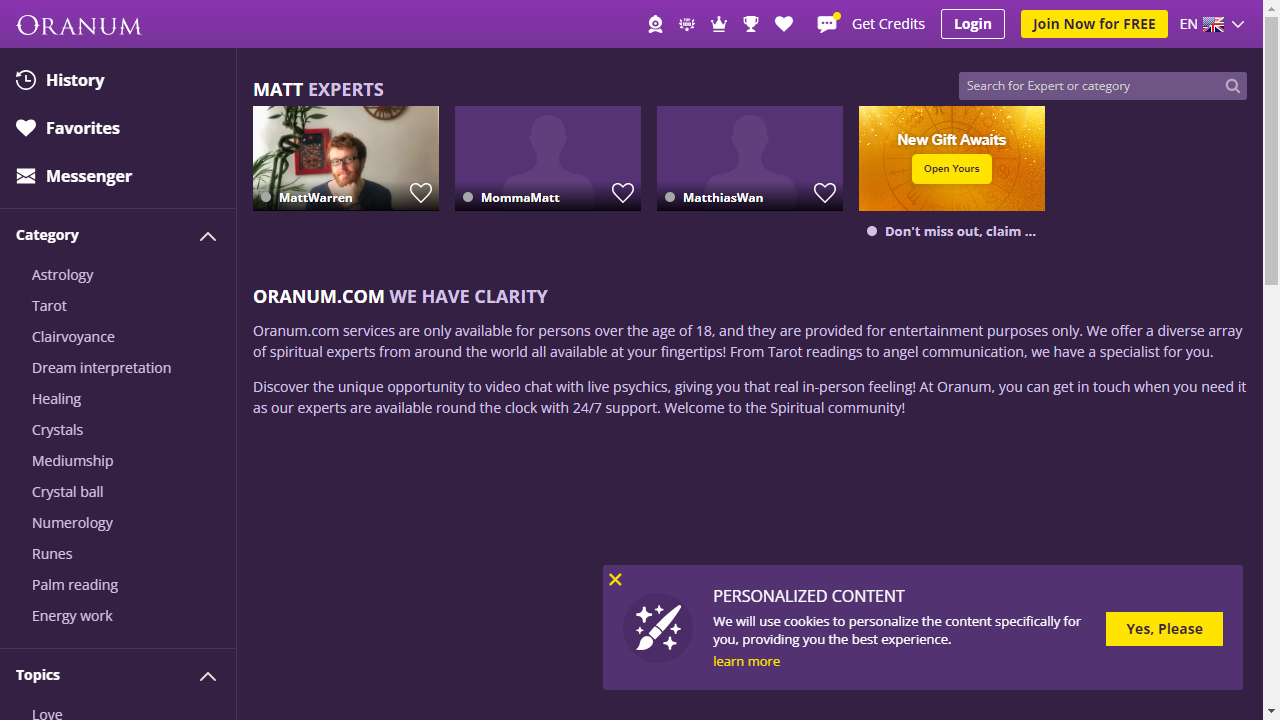 ORANUM
Get Credits
Login
Join Now for FREE
EN
History
Favorites
Messenger
Category
Astrology
Tarot
Clairvoyance
Dream interpretation
Healing
Crystals
Mediumship
Crystal ball
Numerology
Runes
Palm reading
Energy work
Topics
Love
MATT EXPERTS
Search for Expert or category
MattWarren
MommaMatt
MatthiasWan
New Gift Awaits
Open Yours
Don't miss out, claim ...
ORANUM.COM WE HAVE CLARITY
Oranum.com services are only available for persons over the age of 18, and they are provided for entertainment purposes only. We offer a diverse array
of spiritual experts from around the world all available at your fingertips! From Tarot readings to angel communication, we have a specialist for you.
Discover the unique opportunity to video chat with live psychics, giving you that real in-person feeling! At Oranum, you can get in touch when you need it
as our experts are available round the clock with 24/7 support. Welcome to the Spiritual community!
PERSONALIZED CONTENT
We will use cookies to personalize the content specifically for
you, providing you the best experience.
learn more
Yes, Please